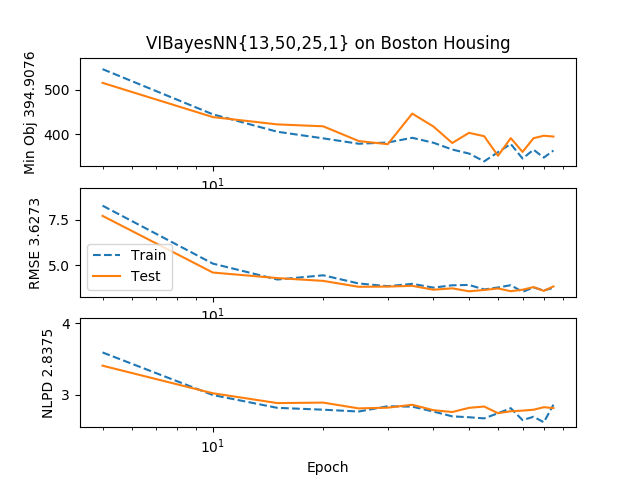 VIBayesNN{13,50,25,1} on Boston Housing
Min Obj 394.9076
500
400
10¹
RMSE 3.6273
7.5
5.0
Train
Test
10¹
NLPD 2.8375
4
3
10¹
Epoch